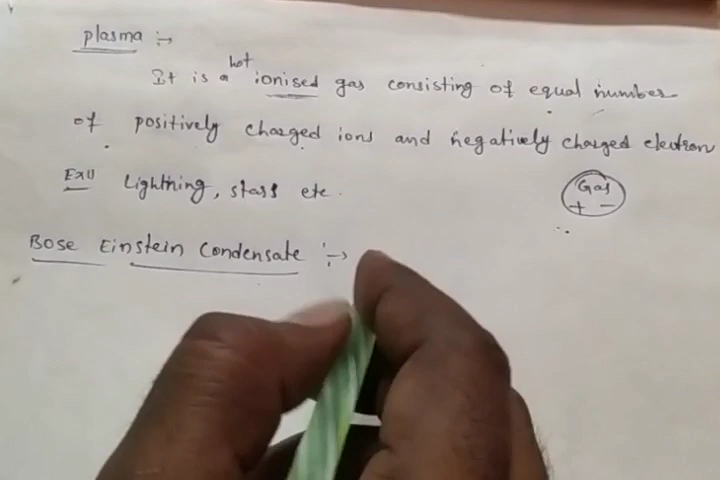 plasma :→
hot
It is a ionised gas consisting of equal number
of positively charged ions and negatively charged electron
Ex:1 Lightning, stars etc.
Gas
+ −
Bose Einstein Condensate :→